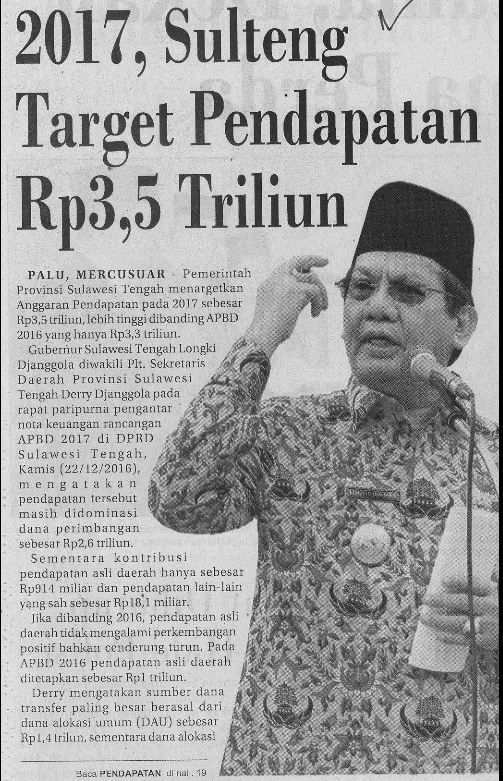 2017, Sulteng
Target Pendapatan
Rp3,5 Triliun
PALU, MERCUSUAR - Pemerintah
Provinsi Sulawesi Tengah menargetkan
Anggaran Pendapatan pada 2017 sebesar
Rp3,5 triliun, lebih tinggi dibanding APBD
2016 yang hanya Rp3,3 triliun.
Gubernur Sulawesi Tengah Longki
Djanggola diwakili Plt. Sekretaris
Daerah Provinsi Sulawesi
Tengah Derry Djanggola pada
rapat paripurna pengantar
nota keuangan rancangan
APBD 2017 di DPRD
Sulawesi Tengah,
Kamis (22/12/2016),
mengatakan
pendapatan tersebut
masih didominasi
dana perimbangan
sebesar Rp2,6 triliun.
Sementara kontribusi
pendapatan asli daerah hanya sebesar
Rp914 miliar dan pendapatan lain-lain
yang sah sebesar Rp18,1 miliar.
Jika dibanding 2016, pendapatan asli
daerah tidak mengalami perkembangan
positif bahkan cenderung turun. Pada
APBD 2016 pendapatan asli daerah
ditetapkan sebesar Rp1 triliun.
Derry mengatakan sumber dana
transfer paling besar berasal dari
dana alokasi umum (DAU) sebesar
Rp1,4 trilun, sementara dana alokasi
Baca PENDAPATAN di hal . 19